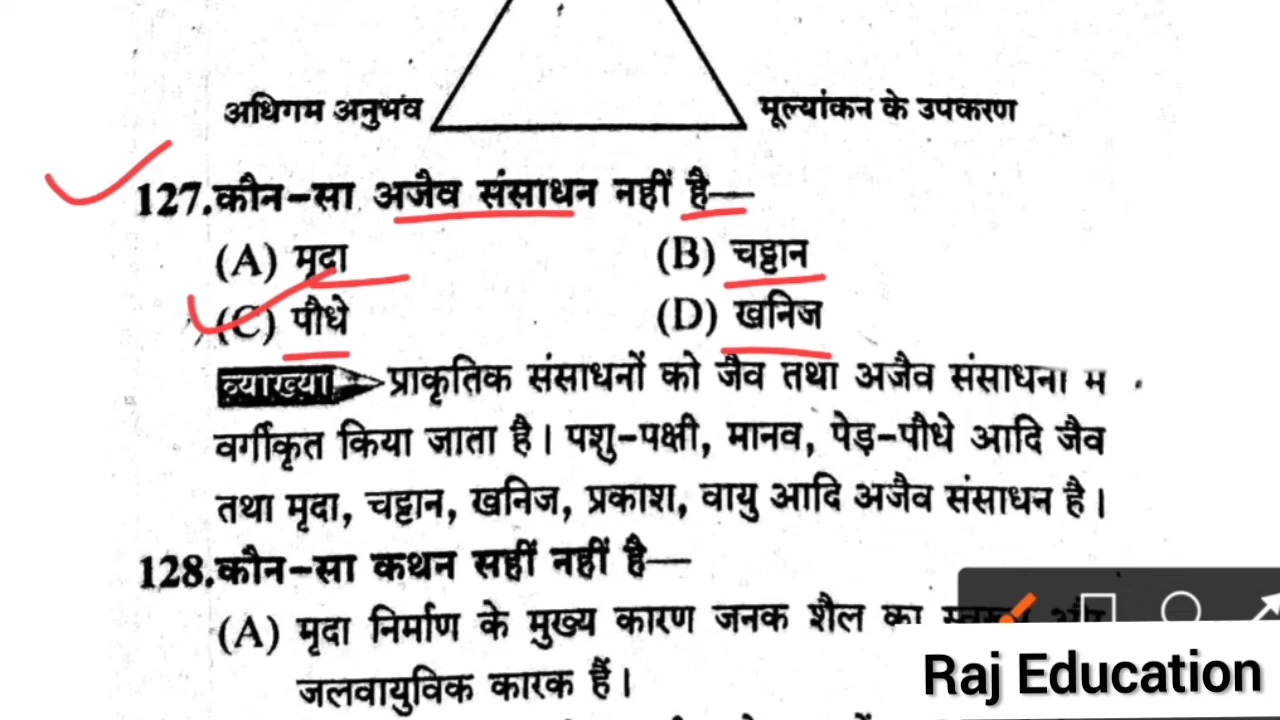 अधिगम अनुभव मूल्यांकन के उपकरण
127.कौन-सा अजैव संसाधन नहीं है—
(A) मृदा (B) चट्टान
(C) पौधे (D) खनिज
व्याख्या प्राकृतिक संसाधनों को जैव तथा अजैव संसाधनों में
वर्गीकृत किया जाता है। पशु-पक्षी, मानव, पेड़-पौधे आदि जैव
तथा मृदा, चट्टान, खनिज, प्रकाश, वायु आदि अजैव संसाधन है।
128.कौन-सा कथन सहीं नहीं है—
(A) मृदा निर्माण के मुख्य कारण जनक शैल का
जलवायुविक कारक हैं।
Raj Education